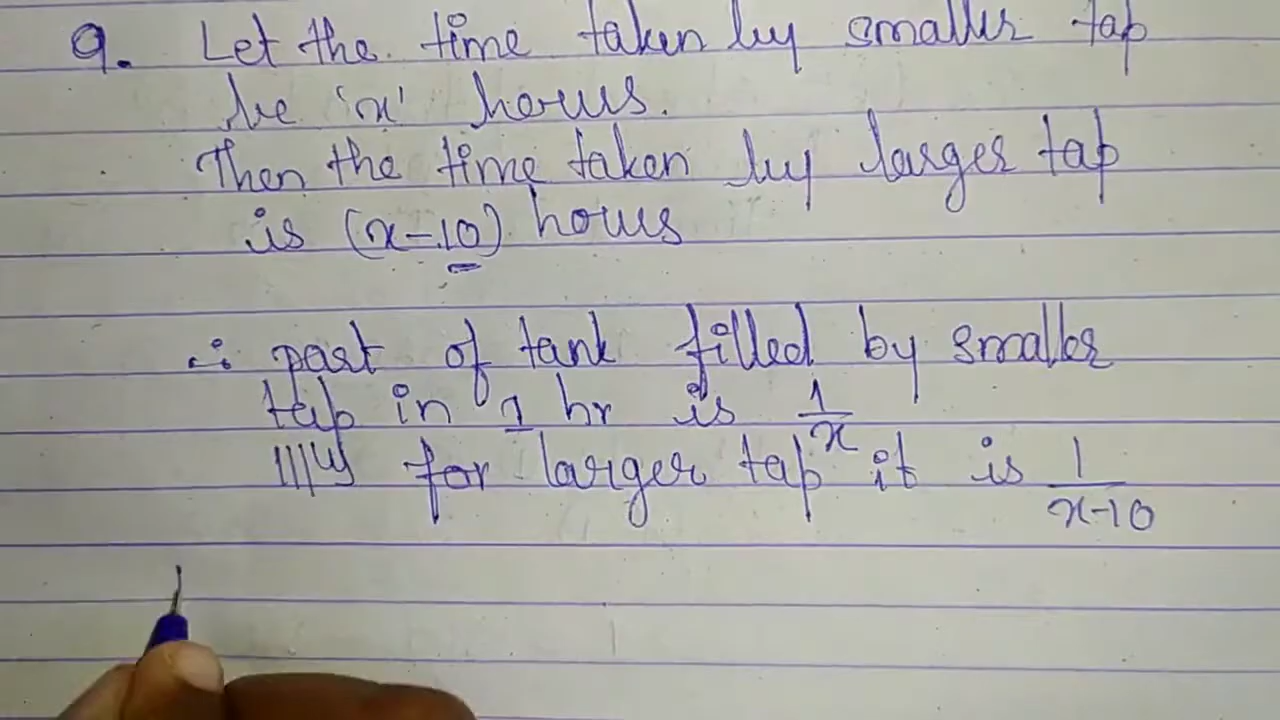 9. Let the time taken by smaller tap
be 'x' hours.
Then the time taken by larger tap
is (x-10) hours
∴ part of tank filled by smaller
tap in 1 hr is 1/x
lllly for larger tap it is 1/x-10